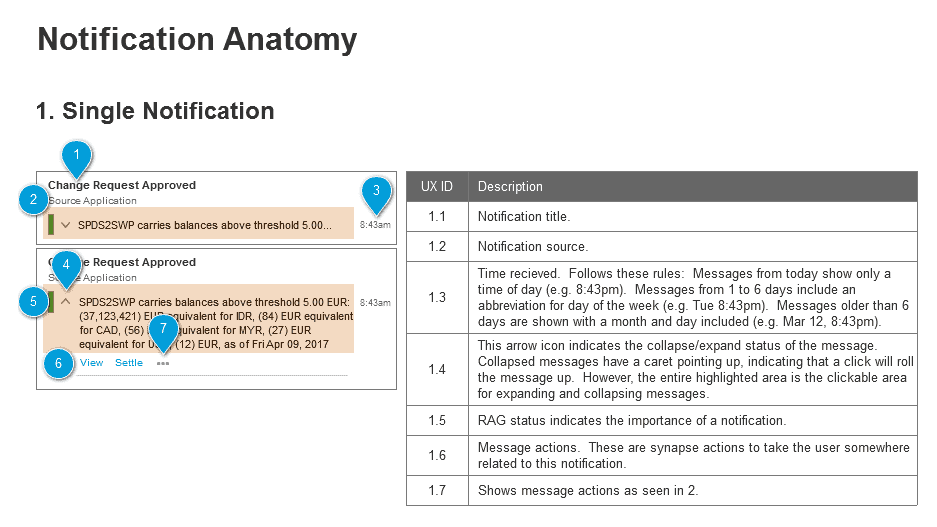 Notification Anatomy
1. Single Notification
1
Change Request Approved
2
Source Application
3
SPDS2SWP carries balances above threshold 5.00...
8:43am
4
Request Approved
Application
5
SPDS2SWP carries balances above threshold 5.00 EUR:
8:43am
(37,123,421) EUR equivalent for IDR, (84) EUR equivalent
for CAD, (56) equivalent for MYR, (27) EUR
7
equivalent for (12) EUR, as of Fri Apr 09, 2017
6
View Settle
UX ID Description
1.1 Notification title.
1.2 Notification source.
1.3
Time recieved. Follows these rules: Messages from today show only a
time of day (e.g. 8:43pm). Messages from 1 to 6 days include an
abbreviation for day of the week (e.g. Tue 8:43pm). Messages older than 6
days are shown with a month and day included (e.g. Mar 12, 8:43pm).
1.4
This arrow icon indicates the collapse/expand status of the message.
Collapsed messages have a caret pointing up, indicating that a click will roll
the message up. However, the entire highlighted area is the clickable area
for expanding and collapsing messages.
1.5 RAG status indicates the importance of a notification.
1.6
Message actions. These are synapse actions to take the user somewhere
related to this notification.
1.7 Shows message actions as seen in 2.